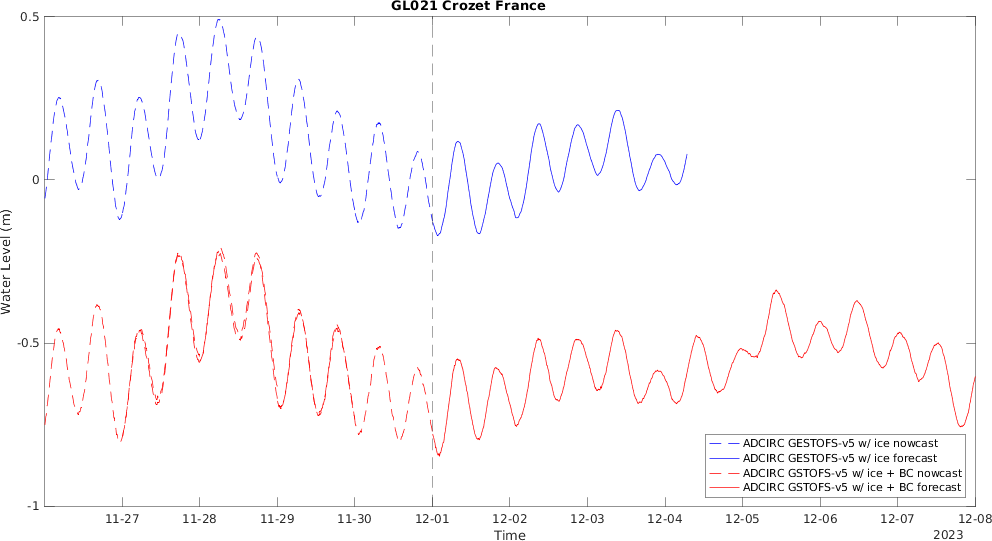 GL021 Crozet France
0.5
0
-0.5
-1
Water Level (m)
ADCIRC GESTOFS-v5 w/ ice nowcast
ADCIRC GESTOFS-v5 w/ ice forecast
ADCIRC GSTOFS-v5 w/ ice + BC nowcast
ADCIRC GSTOFS-v5 w/ ice + BC forecast
11-27 11-28 11-29 11-30 12-01 12-02 12-03 12-04 12-05 12-06 12-07 12-08
Time
2023